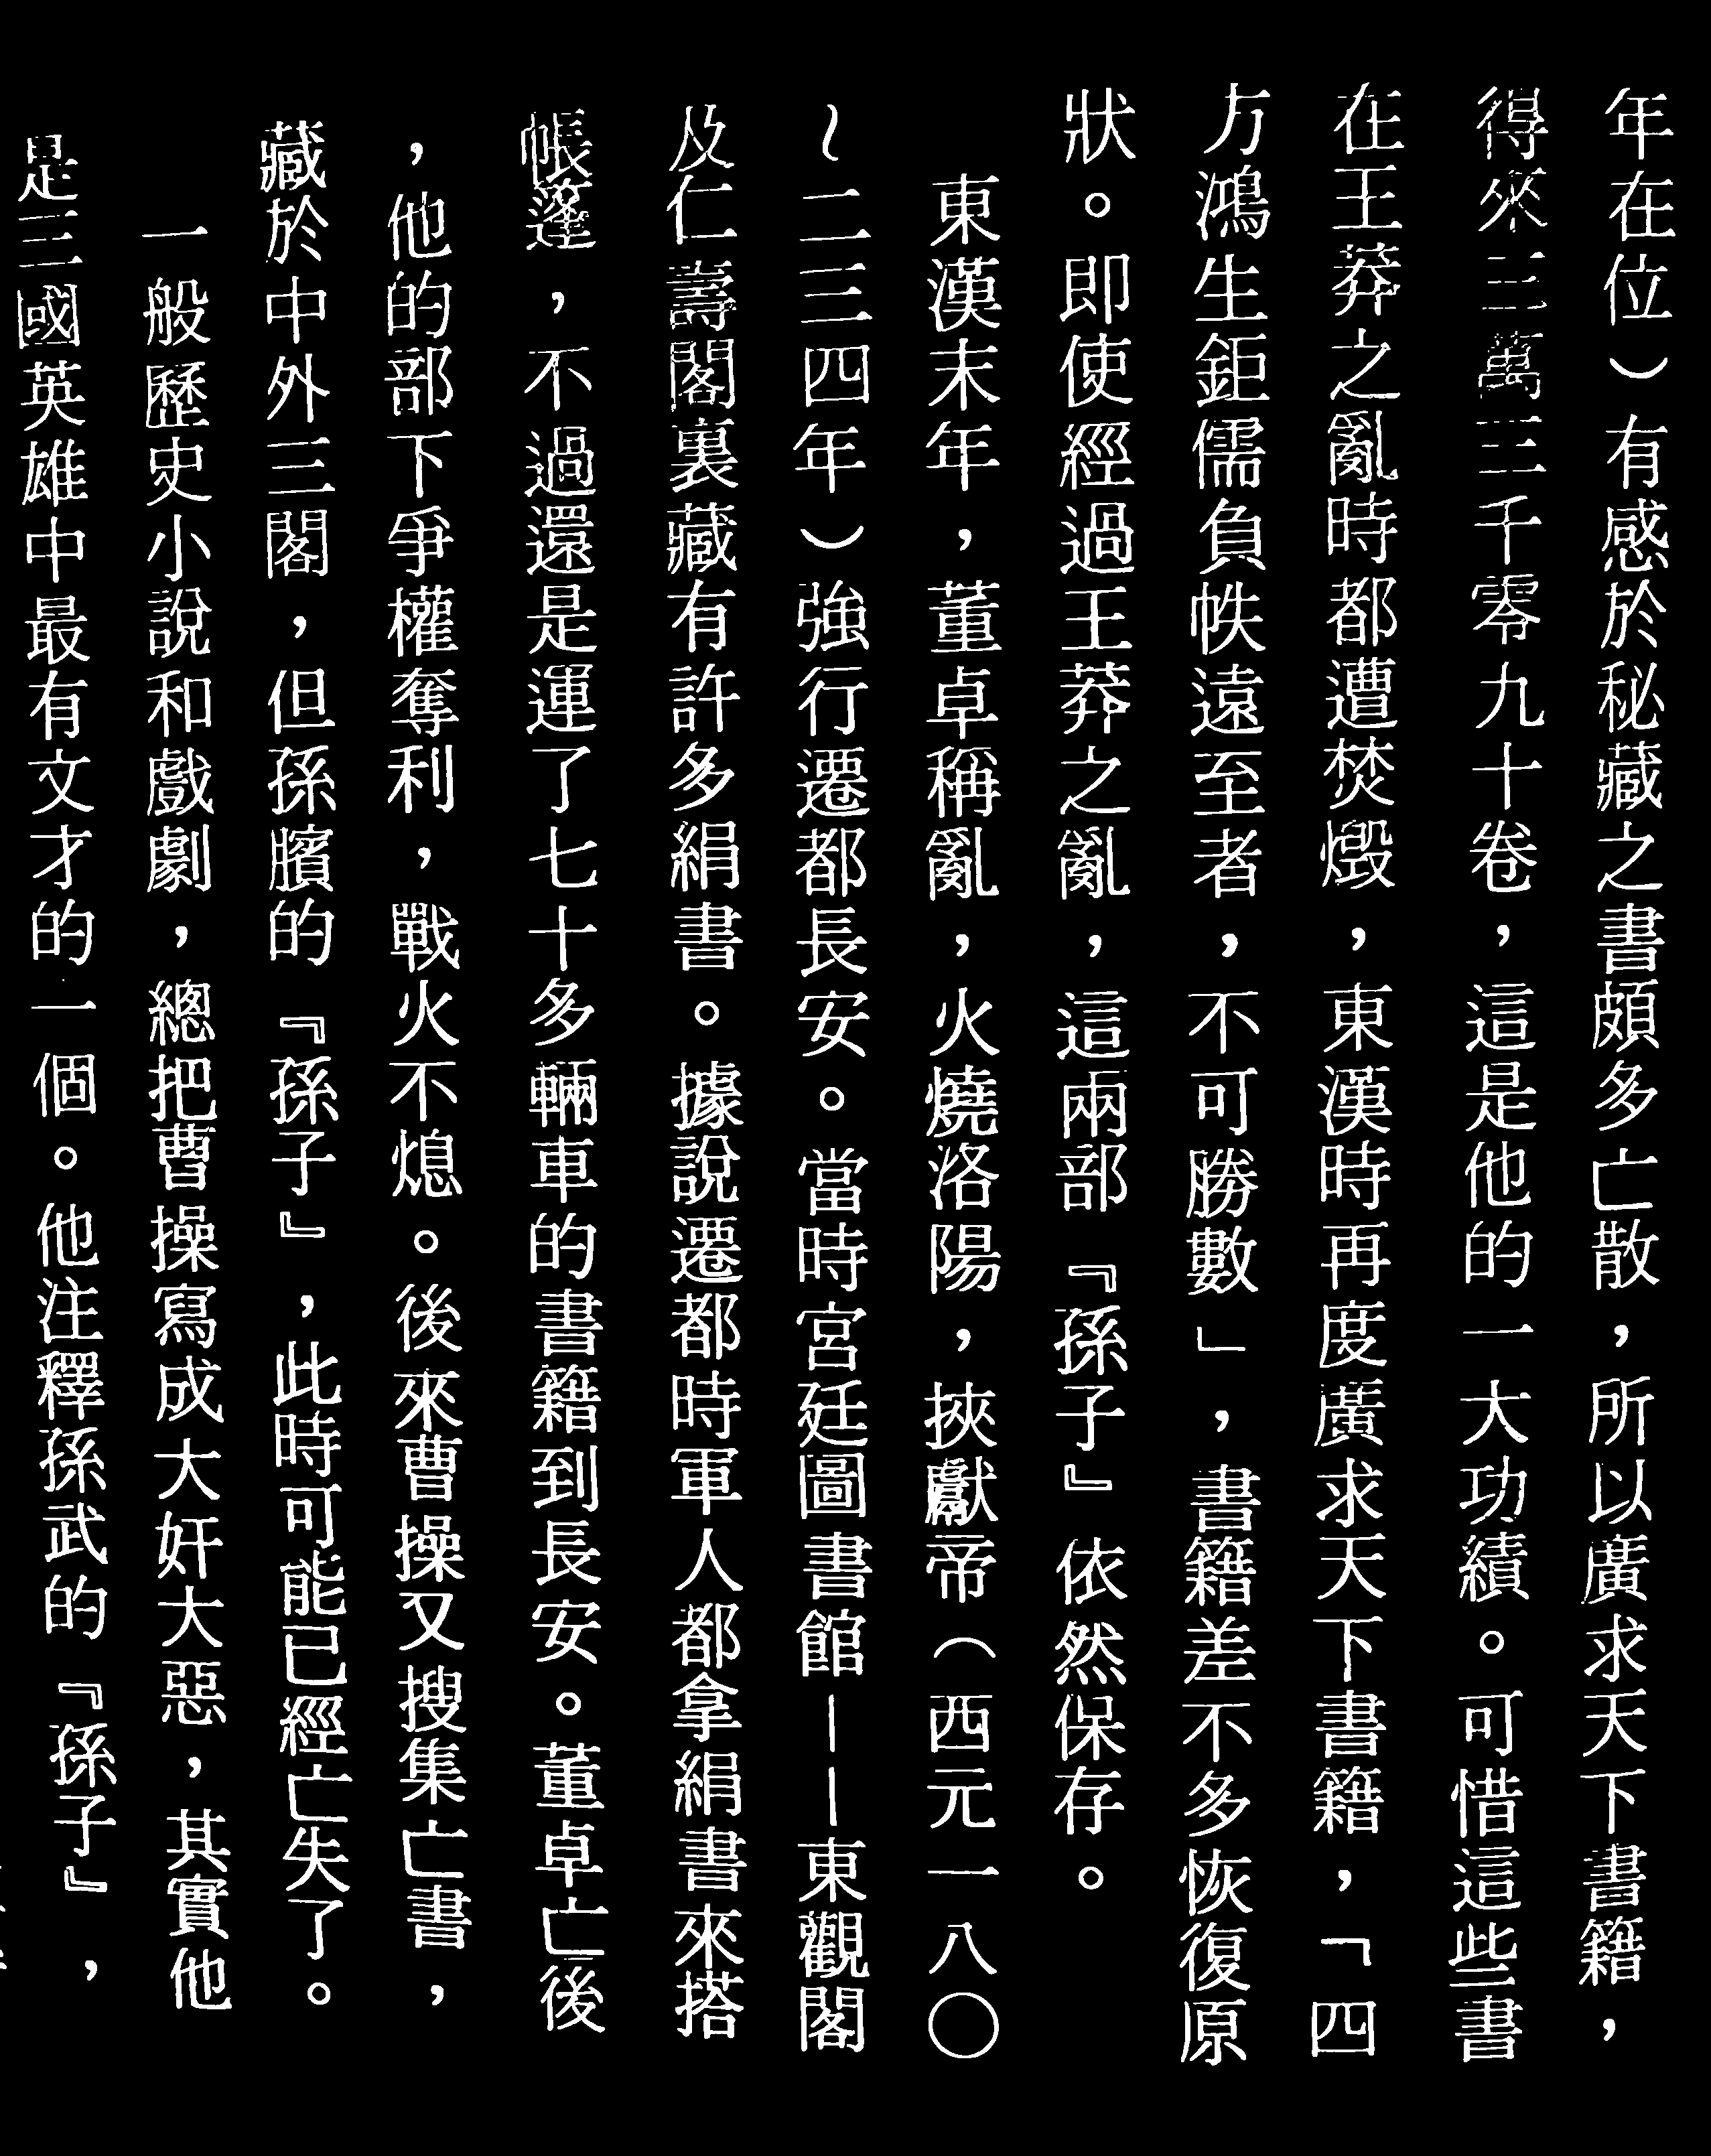 年在位）有感於秘藏之書頗多亡散，所以廣求天下書籍，
得來三萬三千零九十卷，這是他的一大功績。可惜這些書
在王莽之亂時都遭焚燬，東漢時再度廣求天下書籍，「四
方鴻生鉅儒負帙遠至者，不可勝數」，書籍差不多恢復原
狀。即使經過王莽之亂，這兩部『孫子』依然保存。
東漢末年，董卓稱亂，火燒洛陽，挾獻帝（西元一八〇
～二三四年）強行遷都長安。當時宮廷圖書館——東觀閣
及仁壽閣裏藏有許多絹書。據說遷都時軍人都拿絹書來搭
帳篷，不過還是運了七十多輛車的書籍到長安。董卓亡後
，他的部下爭權奪利，戰火不熄。後來曹操又搜集亡書，
藏於中外三閣，但孫臏的『孫子』，此時可能已經亡失了。
一般歷史小說和戲劇，總把曹操寫成大奸大惡，其實他
是三國英雄中最有文才的一個。他注釋孫武的『孫子』，